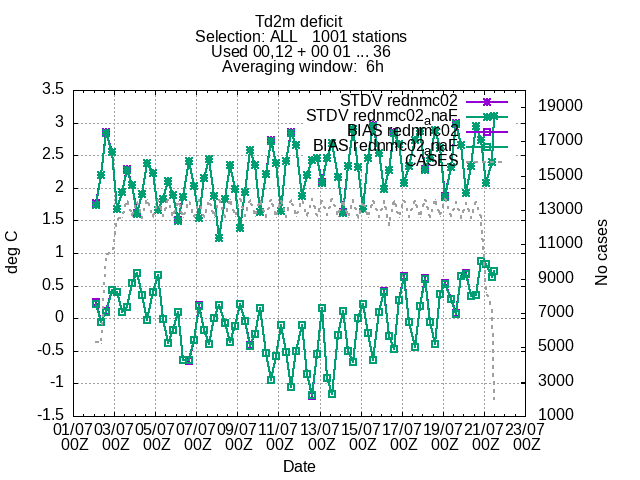 Td2m deficit
Selection: ALL 1001 stations
Used 00,12 + 00 01 ... 36
Averaging window: 6h
STDV rednmc02
STDV rednmc02anaE
BIAS rednmc02
BIAS rednmc02anaE
CASES
3.5
3
2.5
2
1.5
1
0.5
0
-0.5
-1
-1.5
deg C
19000
17000
15000
13000
11000
9000
7000
5000
3000
1000
No cases
01/07 03/07 05/07 07/07 09/07 11/07 13/07 15/07 17/07 19/07 21/07 23/07
00Z 00Z 00Z 00Z 00Z 00Z 00Z 00Z 00Z 00Z 00Z 00Z
Date